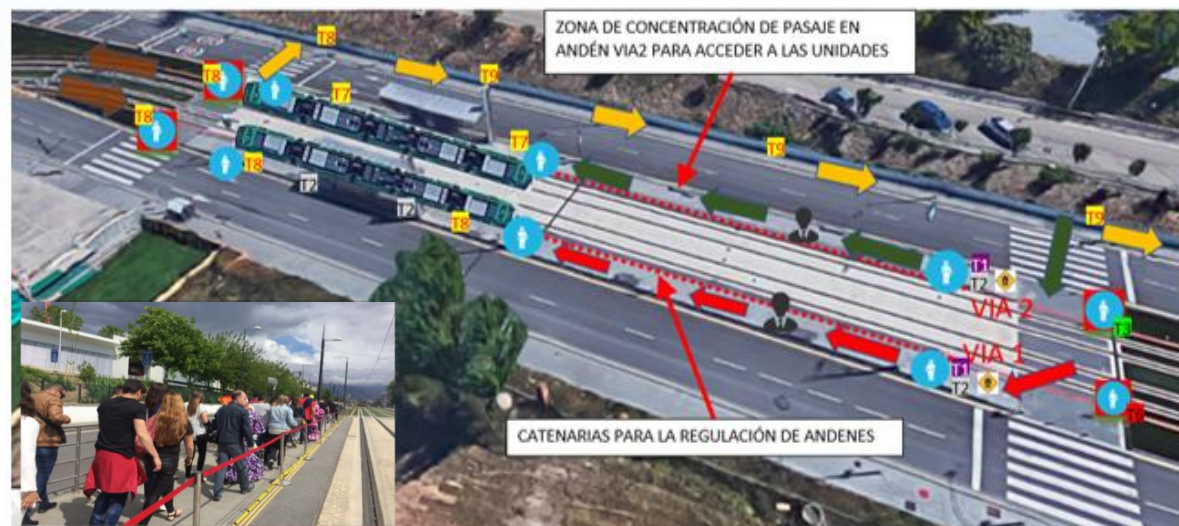 ZONA DE CONCENTRACIÓN DE PASAJE EN
ANDÉN VIA2 PARA ACCEDER A LAS UNIDADES
T8
T8
T9
T7
T8
T7
T9
T8
T2
T2
T8
T9
T1
T2
VIA 2
T3
VIA 1
T1
T2
CATENARIAS PARA LA REGULACIÓN DE ANDENES